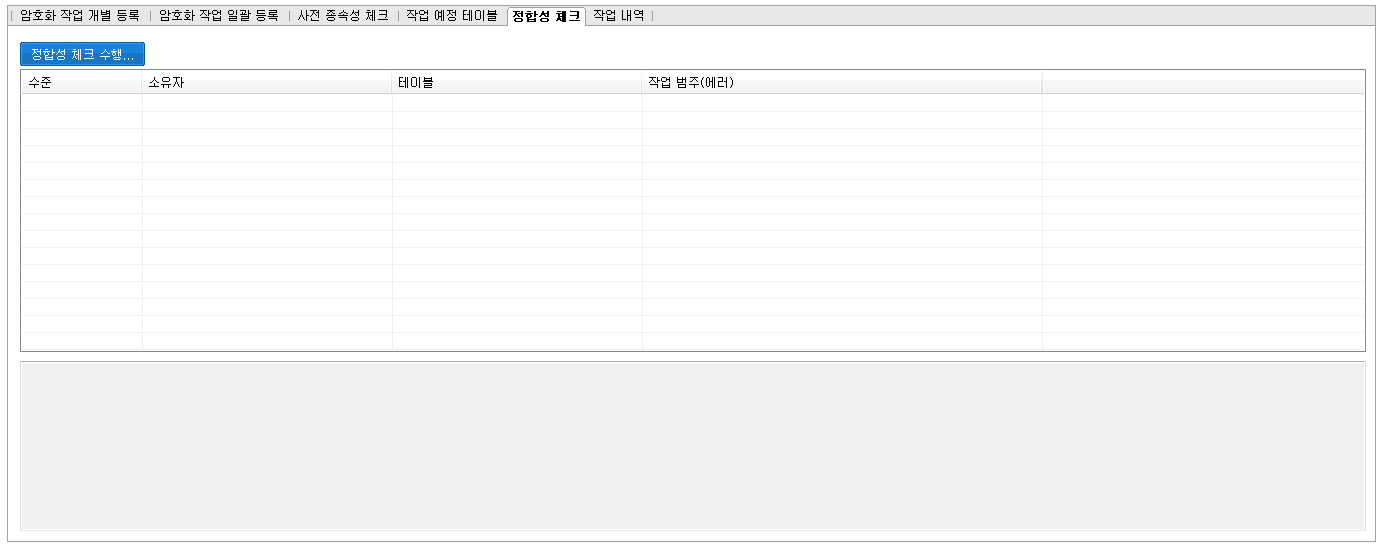 암호화 작업 개별 등록 | 암호화 작업 일괄 등록 | 사전 종속성 체크 | 작업 예정 테이블 정합성 체크 작업 내역 |
정합성 체크 수행...
수준 소유자 테이블 작업 범주(에러)